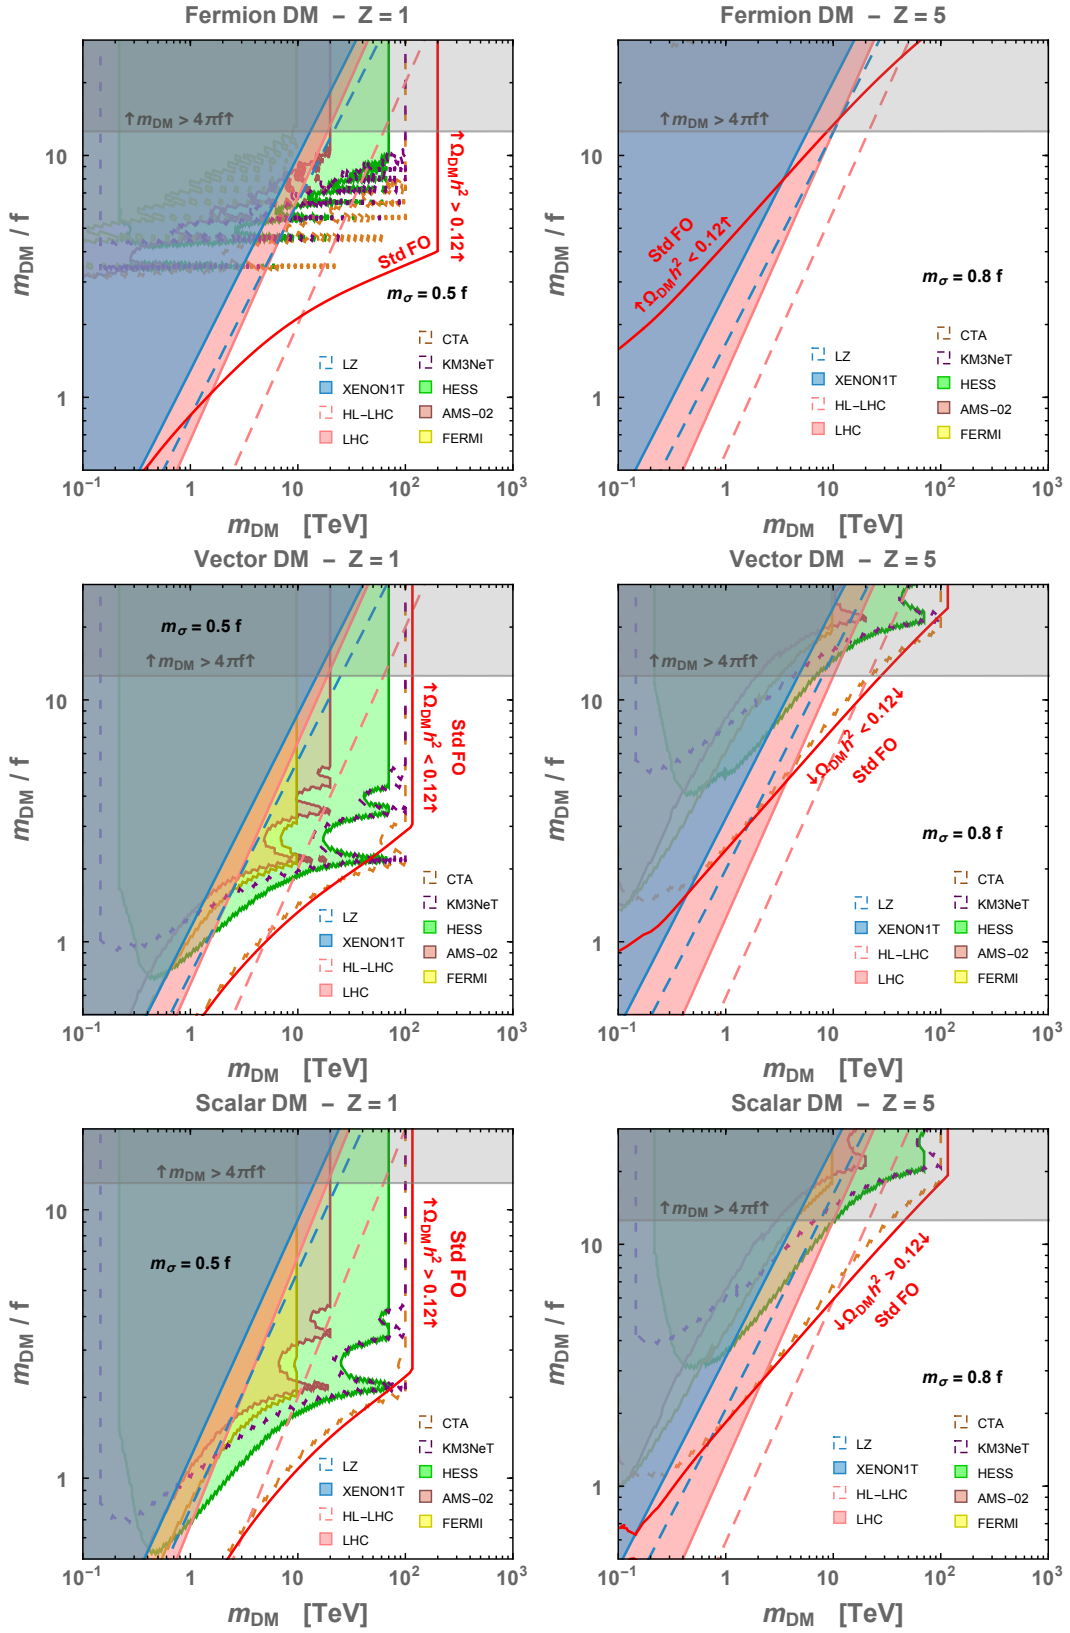 Fermion DM – Z = 1
↑m_DM > 4πf↑
↑Ω_DM h² > 0.12↑
Std FO
m_σ = 0.5 f
CTA
LZ
KM3NeT
XENON1T
HESS
HL-LHC
AMS-02
LHC
FERMI
10
1
m_DM / f
10⁻¹
1
10
10²
10³
m_DM [TeV]
Fermion DM – Z = 5
↑m_DM > 4πf↑
Std FO
↑Ω_DM h² < 0.12↑
m_σ = 0.8 f
CTA
LZ
KM3NeT
XENON1T
HESS
HL-LHC
AMS-02
LHC
FERMI
10
1
m_DM / f
10⁻¹
1
10
10²
10³
m_DM [TeV]
Vector DM – Z = 1
m_σ = 0.5 f
↑m_DM > 4πf↑
Std FO
↑Ω_DM h² < 0.12↑
CTA
LZ
KM3NeT
XENON1T
HESS
HL-LHC
AMS-02
LHC
FERMI
10
1
m_DM / f
10⁻¹
1
10
10²
10³
m_DM [TeV]
Vector DM – Z = 5
↑m_DM > 4πf↑
↓Ω_DM h² < 0.12↓
Std FO
m_σ = 0.8 f
CTA
LZ
KM3NeT
XENON1T
HESS
HL-LHC
AMS-02
LHC
FERMI
10
1
m_DM / f
10⁻¹
1
10
10²
10³
m_DM [TeV]
Scalar DM – Z = 1
↑m_DM > 4πf↑
Std FO
↑Ω_DM h² > 0.12↑
m_σ = 0.5 f
CTA
LZ
KM3NeT
XENON1T
HESS
HL-LHC
AMS-02
LHC
FERMI
10
1
m_DM / f
10⁻¹
1
10
10²
10³
m_DM [TeV]
Scalar DM – Z = 5
↑m_DM > 4πf↑
↓Ω_DM h² > 0.12↓
Std FO
m_σ = 0.8 f
CTA
LZ
KM3NeT
XENON1T
HESS
HL-LHC
AMS-02
LHC
FERMI
10
1
m_DM / f
10⁻¹
1
10
10²
10³
m_DM [TeV]